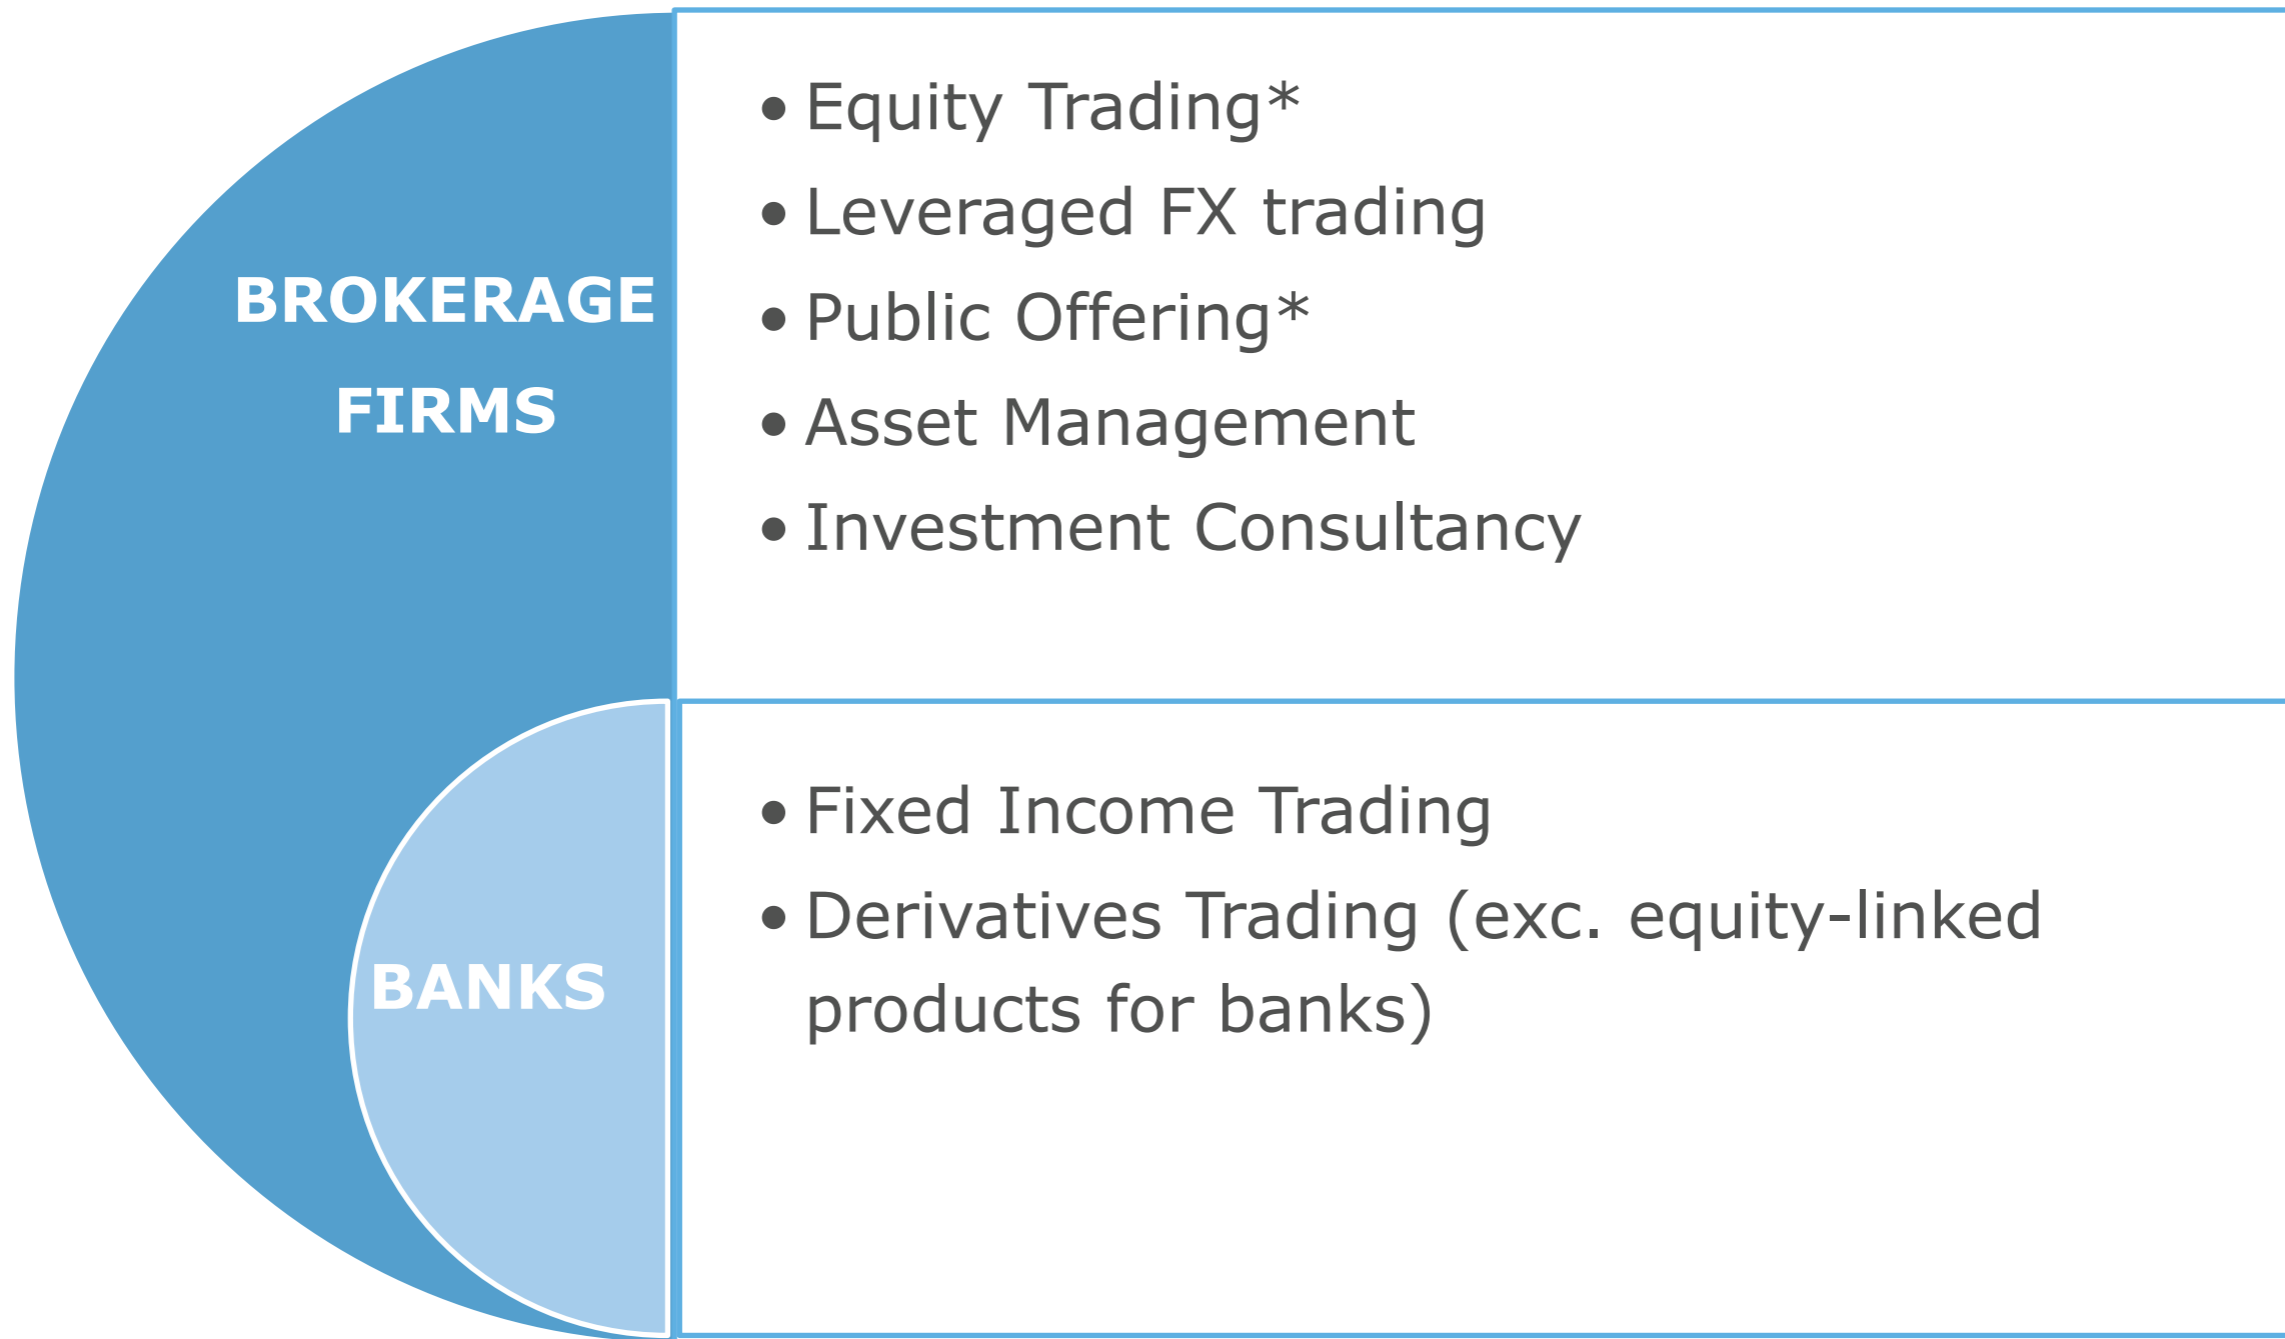 BROKERAGE
FIRMS
• Equity Trading*
• Leveraged FX trading
• Public Offering*
• Asset Management
• Investment Consultancy
BANKS
• Fixed Income Trading
• Derivatives Trading (exc. equity-linked
products for banks)